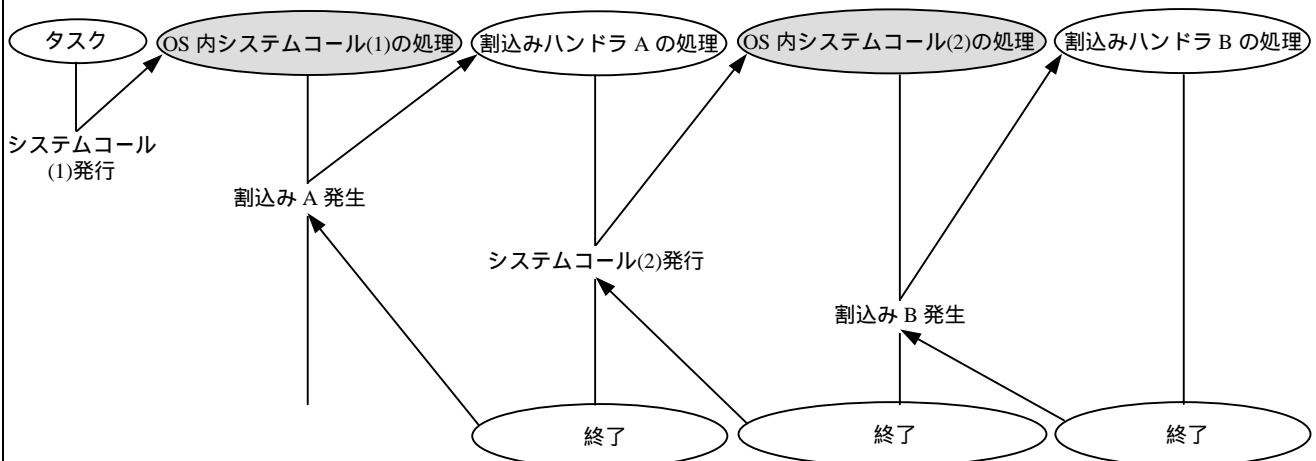 タスク
OS 内システムコール(1)の処理
割込みハンドラ A の処理
OS 内システムコール(2)の処理
割込みハンドラ B の処理
システムコール
(1)発行
割込み A 発生
システムコール(2)発行
割込み B 発生
終了
終了
終了